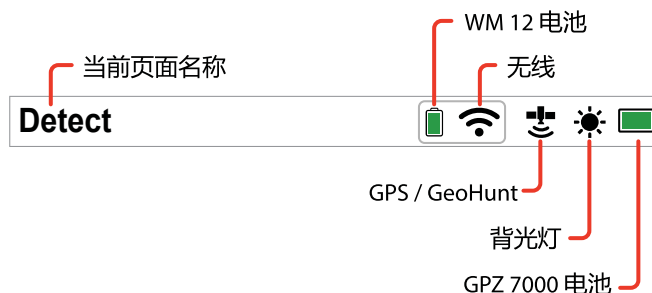 WM 12 电池
当前页面名称
无线
Detect
GPS / GeoHunt
背光灯
GPZ 7000 电池